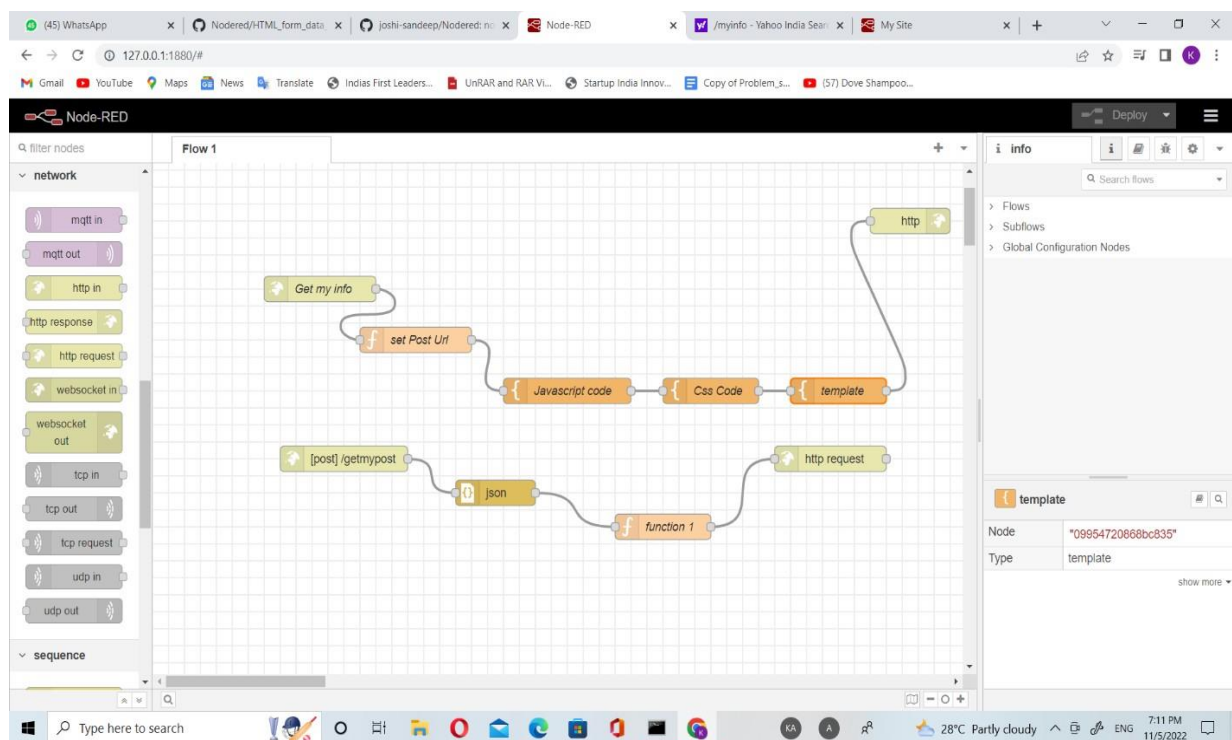 (45) WhatsApp
Nodered/HTML_form_data_
joshi-sandeep/Nodered: no
Node-RED
/myinfo - Yahoo India Sear
My Site
127.0.0.1:1880/#
K
Gmail
YouTube
Maps
News
Translate
Indias First Leaders...
UnRAR and RAR Vi...
Startup India Innov...
Copy of Problem_s...
(57) Dove Shampoo...
Node-RED
Deploy
filter nodes
Flow 1
i info
i
Search flows
network
mqtt in
mqtt out
http in
http response
http request
websocket in
websocket
out
tcp in
tcp out
tcp request
udp in
udp out
sequence
http
Get my info
set Post Url
Javascript code
Css Code
template
[post] /getmypost
json
function 1
http request
Flows
Subflows
Global Configuration Nodes
template
Node
"09954720868bc835"
Type
template
show more
Type here to search
KA
A
28°C Partly cloudy
ENG
7:11 PM
11/5/2022